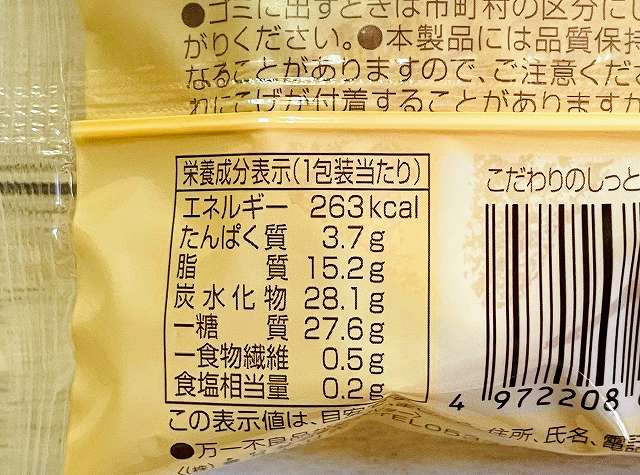 ●ゴミに出すときは市町村の区分に
がりください。●本製品には品質保持
なることがありますので、ご注意くだ
れにこげが付着することがありますが
栄養成分表示(1包装当たり)
エネルギー 263kcal
たんぱく質 3.7g
脂質 15.2g
炭水化物 28.1g
－糖質 27.6g
－食物繊維 0.5g
食塩相当量 0.2g
この表示値は、目安
●万一不良品
住所、氏名、電話
こだわりのしっと
4 972208